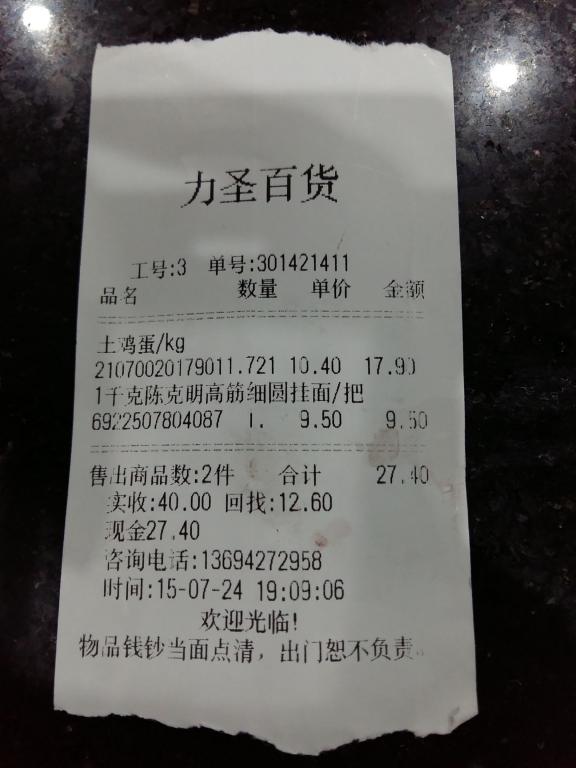 力圣百货
工号:3 单号:301421411
品名 数量 单价 金额
土鸡蛋/kg
21070020179011.721 10.40 17.90
1千克陈克明高筋细圆挂面/把
6922507804087 1. 9.50 9.50
售出商品数:2件 合计 27.40
实收:40.00 回找:12.60
现金27.40
咨询电话:13694272958
时间:15-07-24 19:09:06
欢迎光临!
物品钱钞当面点清，出门恕不负责。